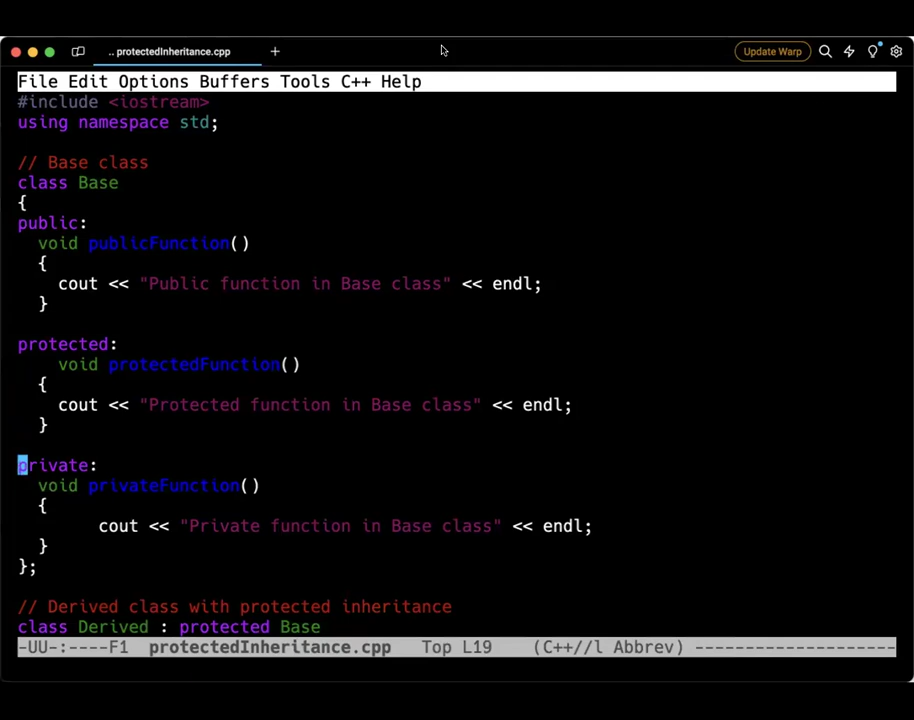 .. protectedInheritance.cpp
+
Update Warp
File Edit Options Buffers Tools C++ Help
#include <iostream>
using namespace std;
// Base class
class Base
{
public:
  void publicFunction()
  {
    cout << "Public function in Base class" << endl;
  }
protected:
    void protectedFunction()
  {
    cout << "Protected function in Base class" << endl;
  }
private:
  void privateFunction()
  {
        cout << "Private function in Base class" << endl;
  }
};
// Derived class with protected inheritance
class Derived : protected Base
-UU-:----F1  protectedInheritance.cpp   Top L19    (C++//l Abbrev) --------------------